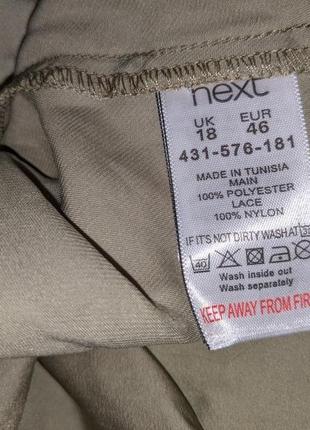 next
UK EUR
18 46
431-576-181
MADE IN TUNISIA
MAIN
100% POLYESTER
LACE
100% NYLON
IF IT'S NOT DIRTY WASH AT
40
Wash inside out
Wash separately
KEEP AWAY FROM FIR